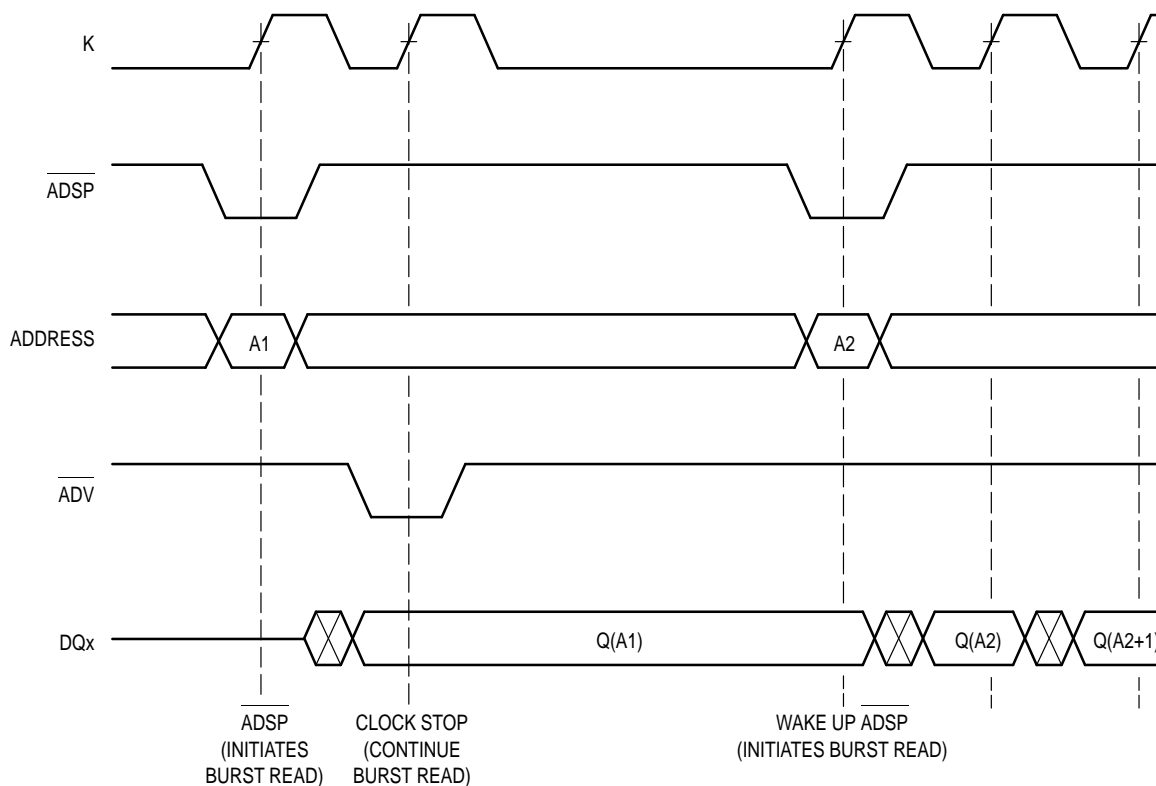 K
ADSP
ADDRESS
A1
A2
ADV
DQx
Q(A1)
Q(A2)
Q(A2+1)
ADSP
(INITIATES
BURST READ)
CLOCK STOP
(CONTINUE
BURST READ)
WAKE UP ADSP
(INITIATES BURST READ)